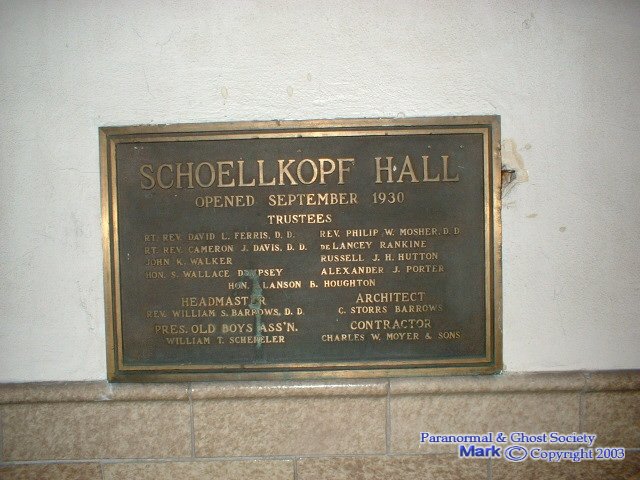 SCHOELLKOPF HALL
OPENED SEPTEMBER 1930
TRUSTEES
RT. REV. DAVID L. FERRIS, D. D. REV. PHILIP W. MOSHER, D. D.
RT. REV. CAMERON J. DAVIS, D. D. DE LANCEY RANKINE
JOHN K. WALKER RUSSELL J. H. HUTTON
HON. S. WALLACE DEMPSEY ALEXANDER J. PORTER
HON. ALANSON B. HOUGHTON
HEADMASTER ARCHITECT
REV. WILLIAM S. BARROWS, D. D. C. STORRS BARROWS
PRES. OLD BOYS ASS'N. CONTRACTOR
WILLIAM T. CHARLES W. MOYER & SONS
Paranormal & Ghost Society
Mark © Copyright 2003